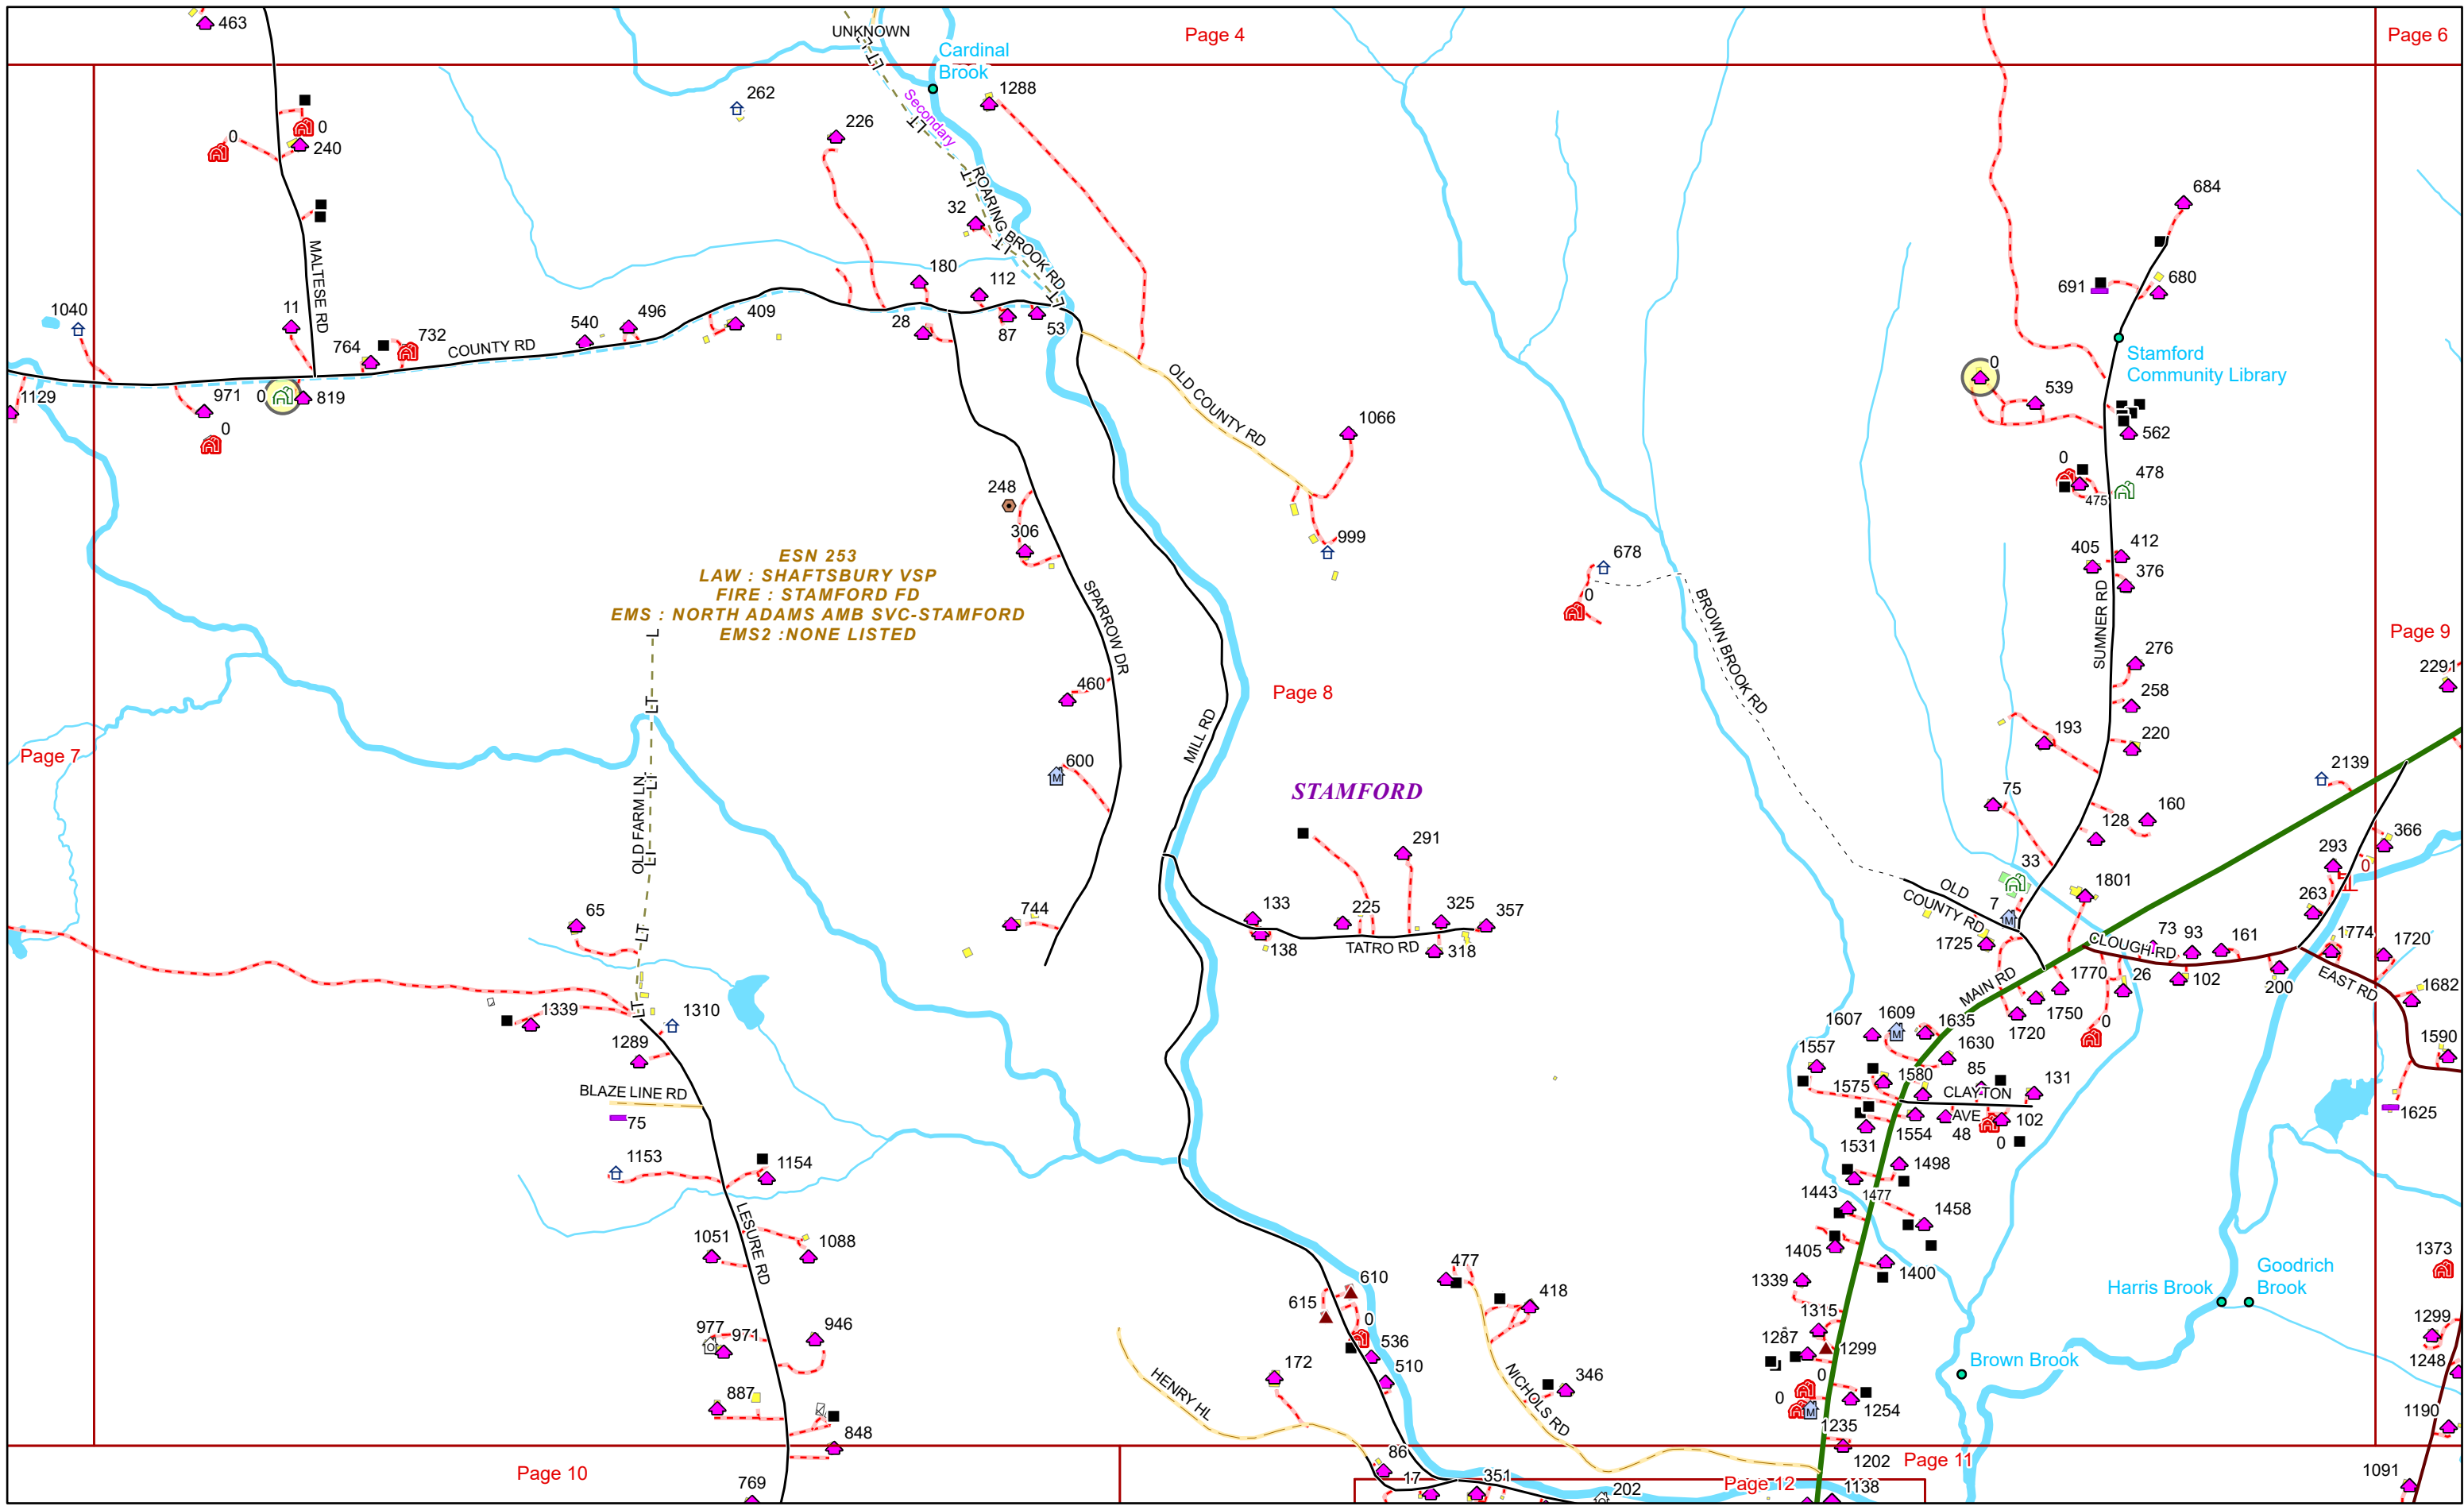 463
UNKNOWN
Cardinal
Brook
Page 4
Page 6
262
1288
Secondary
226
0
0
240
LT
LT
LT
LT
LT
ROARING BROOK RD
32
684
MALTESE RD
180
112
691
680
1040
11
496
409
28
87
53
764
732
540
COUNTY RD
Stamford
Community Library
OLD COUNTY RD
0
539
1129
971
0
819
0
1066
562
0
478
475
248
306
999
ESN 253
LAW : SHAFTSBURY VSP
FIRE : STAMFORD FD
EMS : NORTH ADAMS AMB SVC-STAMFORD
EMS2 :NONE LISTED
678
0
405
412
376
BROWN BROOK RD
SPARROW DR
SUMNER RD
Page 9
2291
276
258
460
Page 8
193
220
MILL RD
Page 7
LT
LT
LT
OLD FARM LN
600
STAMFORD
2139
75
160
128
366
293
0
291
33
OLD
COUNTY RD
7
1801
263
65
744
133
138
225
325
357
TATRO RD
318
1725
CLOUGH RD
73
93
161
1774
1720
LT
LT
1770
26
102
200
EAST RD
1682
MAIN RD
1339
1310
1289
1750
1720
1607
1609
1635
0
1630
1590
1557
1580
85
131
1575
CLAYTON
AVE
BLAZE LINE RD
75
1531
1554
48
102
0
1625
1153
1154
1498
1443
1477
1458
LESURE RD
1051
1088
1405
1400
477
610
418
615
0
1339
1315
Harris Brook
Goodrich
Brook
1373
1299
977
971
946
536
510
1287
1299
Brown Brook
1248
172
HENRY HL
NICHOLS RD
346
0
0
1254
887
848
1235
1190
86
1202
Page 10
Page 11
17
351
Page 12
1138
1091
769
202